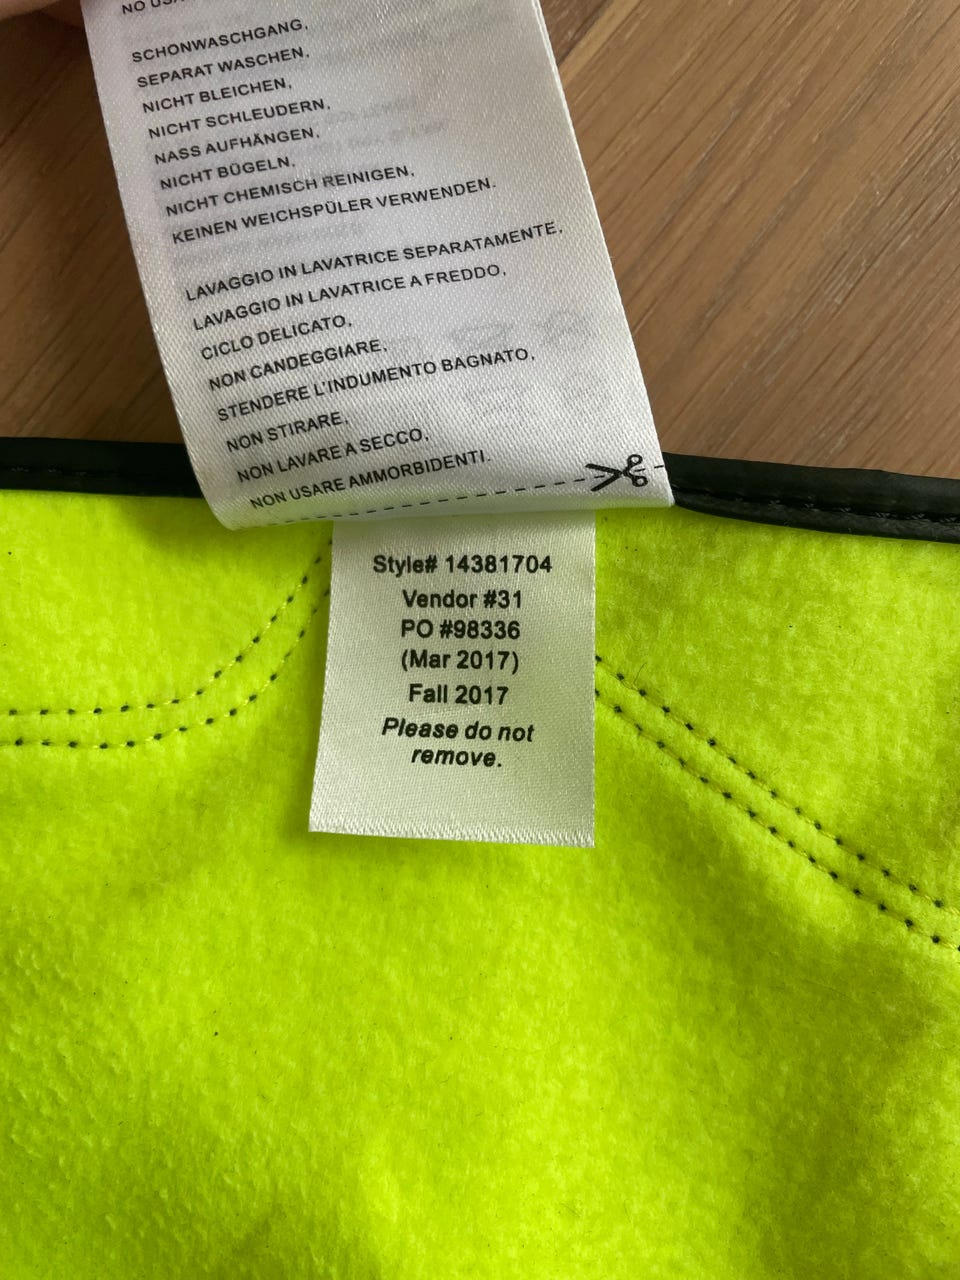 NO
SCHONWASCHGANG,
SEPARAT WASCHEN,
NICHT BLEICHEN,
NICHT SCHLEUDERN,
NASS AUFHÄNGEN,
NICHT BÜGELN,
NICHT CHEMISCH REINIGEN,
KEINEN WEICHSPÜLER VERWENDEN.
LAVAGGIO IN LAVATRICE SEPARATAMENTE,
LAVAGGIO IN LAVATRICE A FREDDO,
CICLO DELICATO,
NON CANDEGGIARE,
STENDERE L'INDUMENTO BAGNATO,
NON STIRARE,
NON LAVARE A SECCO,
NON USARE AMMORBIDENTI.
Style# 14381704
Vendor #31
PO #98336
(Mar 2017)
Fall 2017
Please do not
remove.